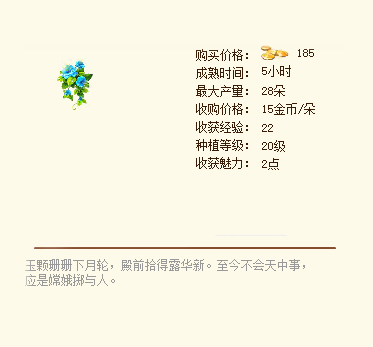 购买价格： 185
成熟时间： 5小时
最大产量： 28朵
收购价格： 15金币/朵
收获经验： 22
种植等级： 20级
收获魅力： 2点
玉颗珊珊下月轮，殿前拾得露华新。至今不会天中事，
应是嫦娥掷与人。